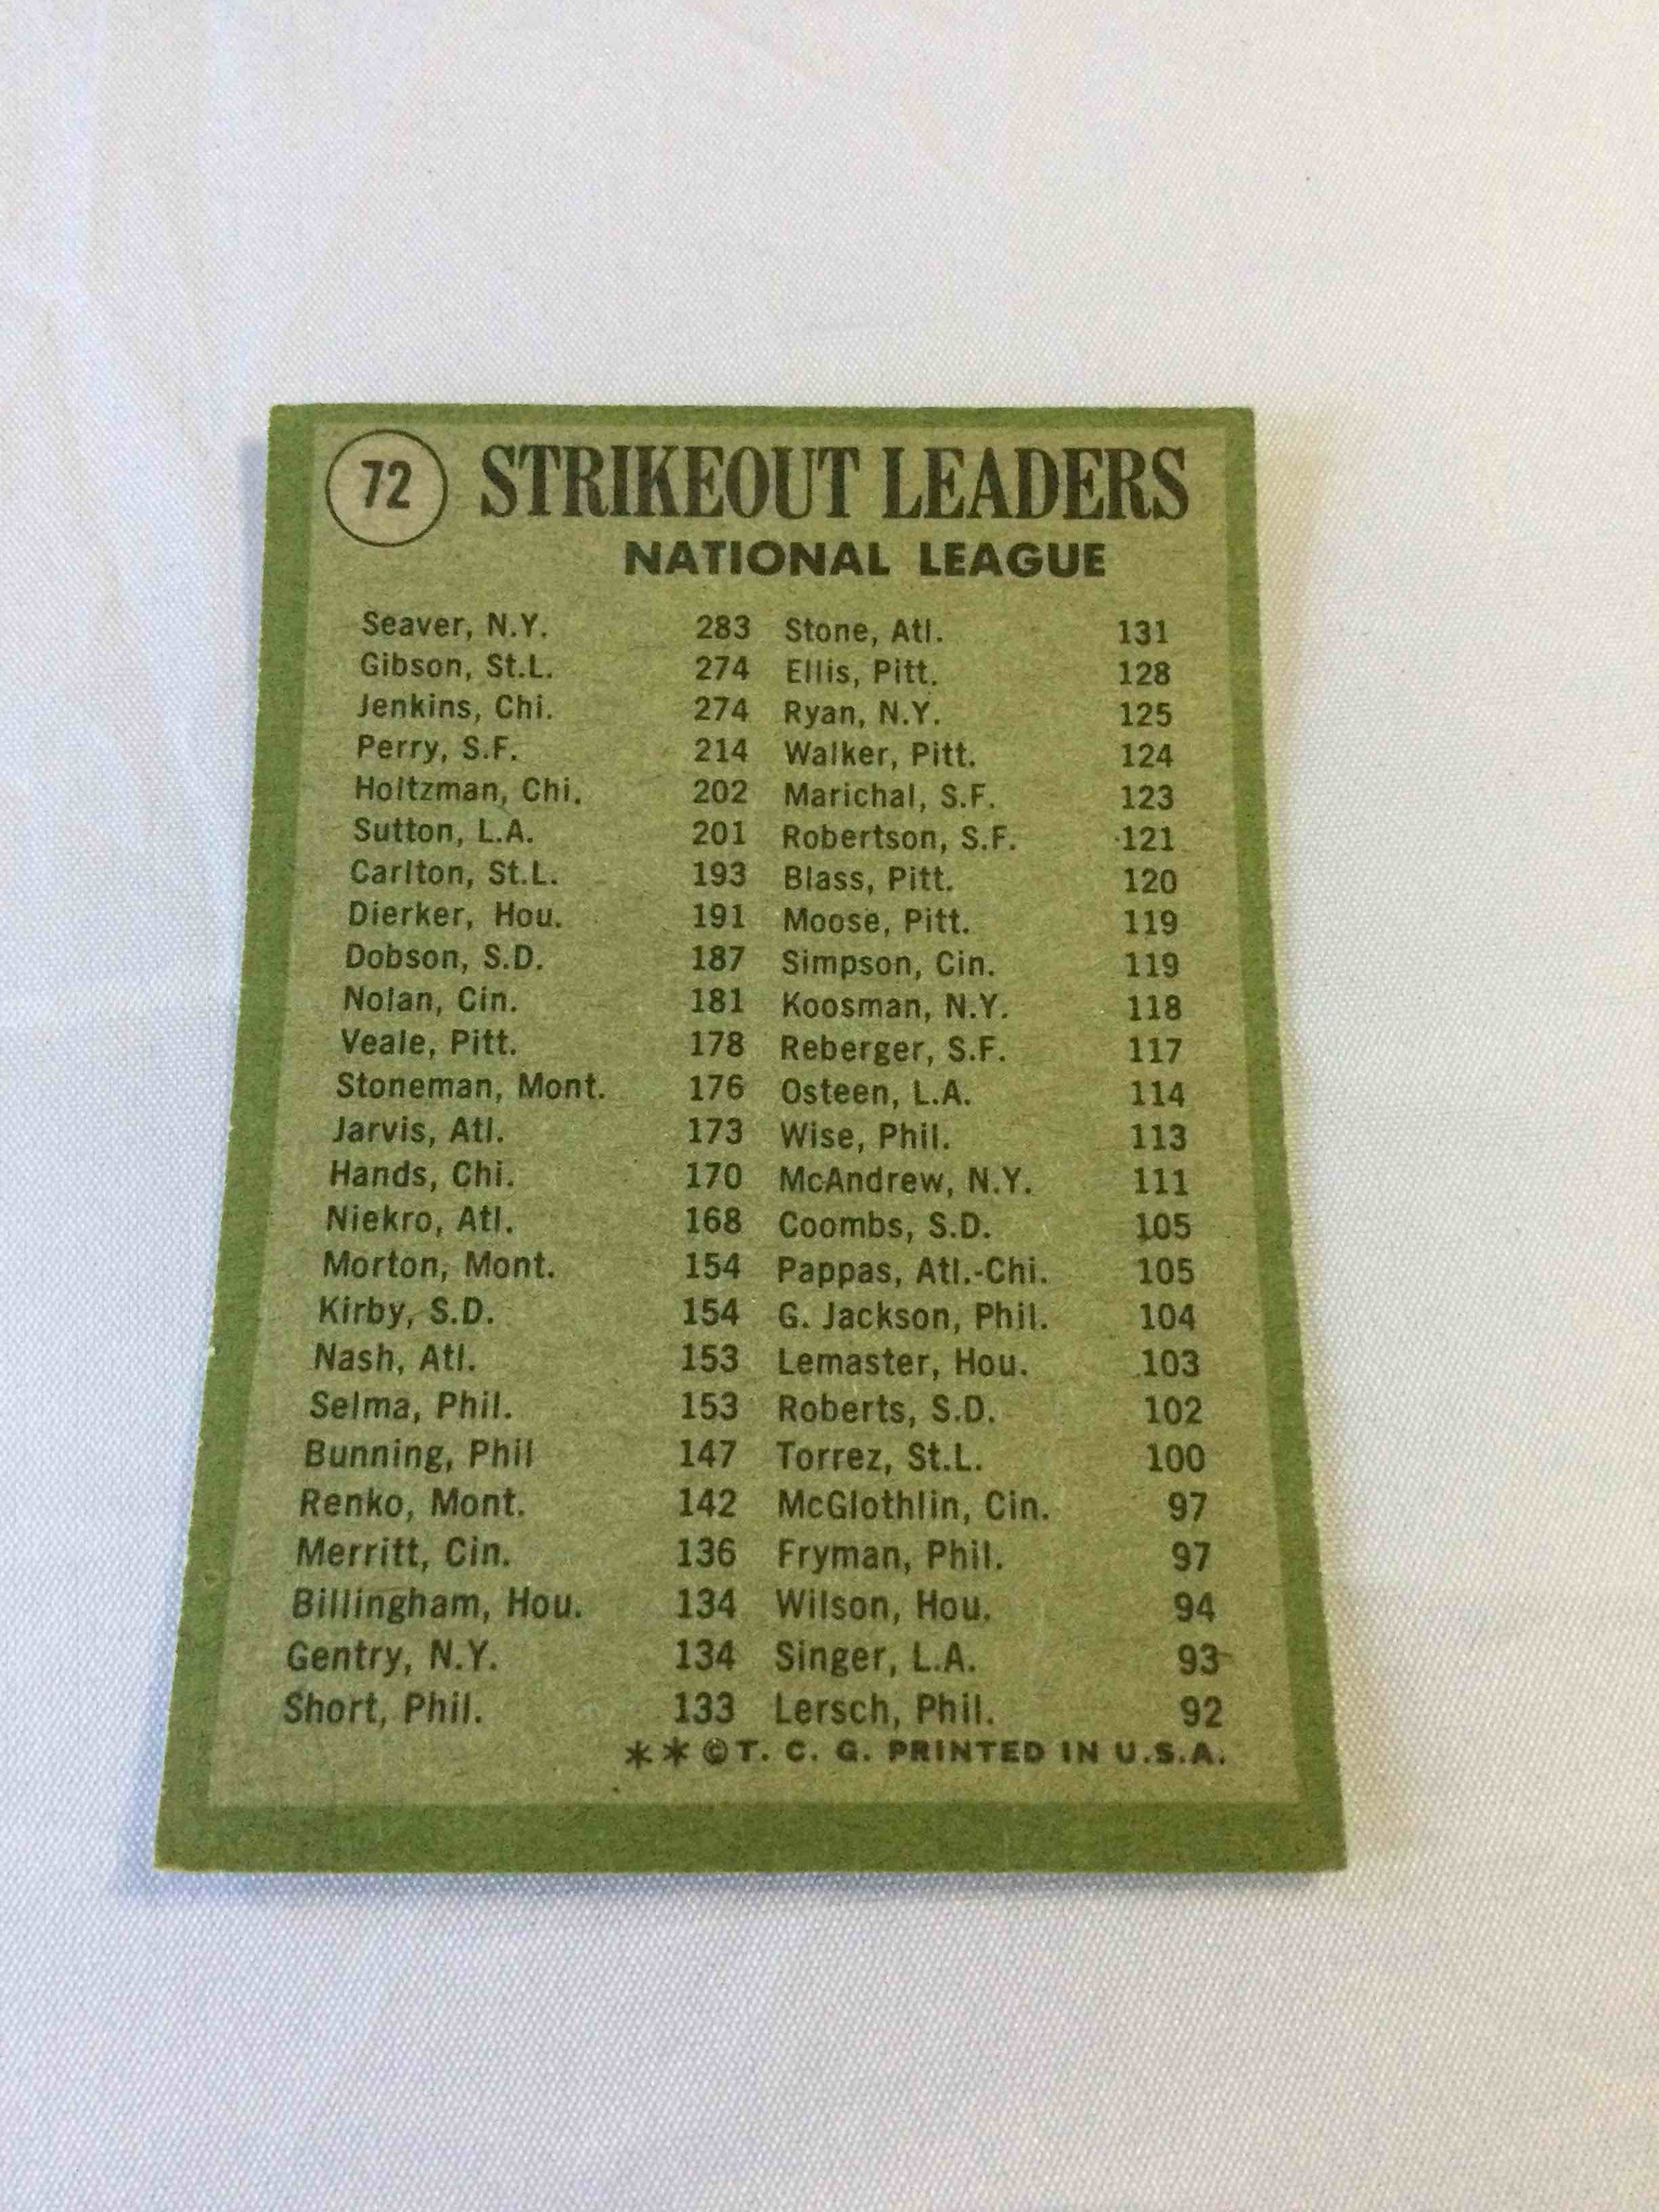 72 STRIKEOUT LEADERS
NATIONAL LEAGUE
Seaver, N.Y. 283 Stone, Atl. 131
Gibson, St.L. 274 Ellis, Pitt. 128
Jenkins, Chi. 274 Ryan, N.Y. 125
Perry, S.F. 214 Walker, Pitt. 124
Holtzman, Chi. 202 Marichal, S.F. 123
Sutton, L.A. 201 Robertson, S.F. 121
Carlton, St.L. 193 Blass, Pitt. 120
Dierker, Hou. 191 Moose, Pitt. 119
Dobson, S.D. 187 Simpson, Cin. 119
Nolan, Cin. 181 Koosman, N.Y. 118
Veale, Pitt. 178 Reberger, S.F. 117
Stoneman, Mont. 176 Osteen, L.A. 114
Jarvis, Atl. 173 Wise, Phil. 113
Hands, Chi. 170 McAndrew, N.Y. 111
Niekro, Atl. 168 Coombs, S.D. 105
Morton, Mont. 154 Pappas, Atl.-Chi. 105
Kirby, S.D. 154 G. Jackson, Phil. 104
Nash, Atl. 153 Lemaster, Hou. 103
Selma, Phil. 153 Roberts, S.D. 102
Bunning, Phil 147 Torrez, St.L. 100
Renko, Mont. 142 McGlothlin, Cin. 97
Merritt, Cin. 136 Fryman, Phil. 97
Billingham, Hou. 134 Wilson, Hou. 94
Gentry, N.Y. 134 Singer, L.A. 93
Short, Phil. 133 Lersch, Phil. 92
**©T. C. G. PRINTED IN U.S.A.